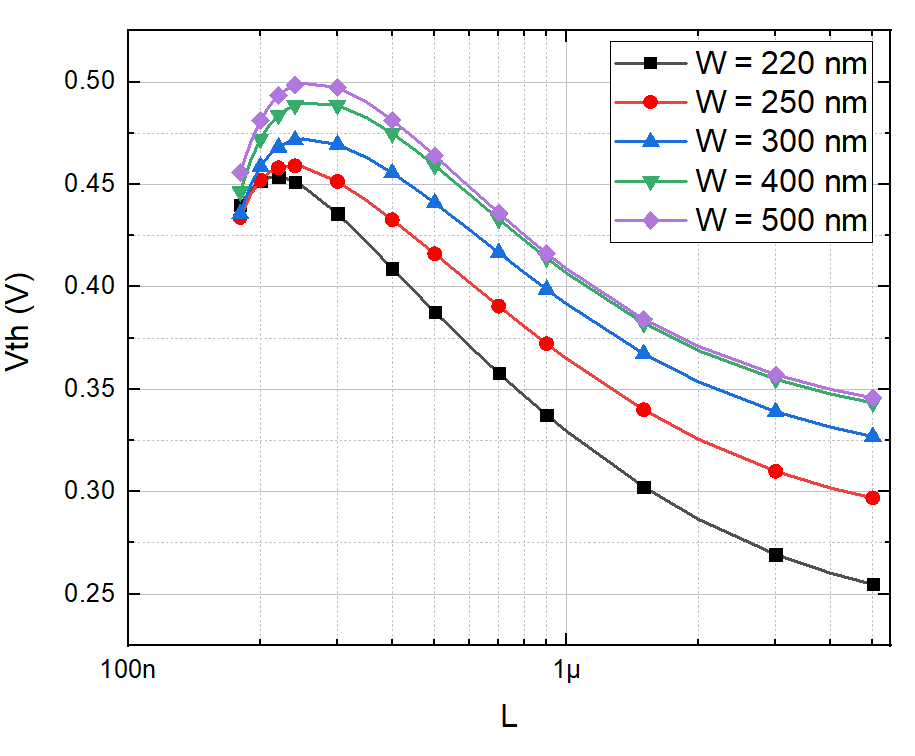 W = 220 nm
W = 250 nm
W = 300 nm
W = 400 nm
W = 500 nm
0.50
0.45
0.40
0.35
0.30
0.25
Vth (V)
100n
1µ
L